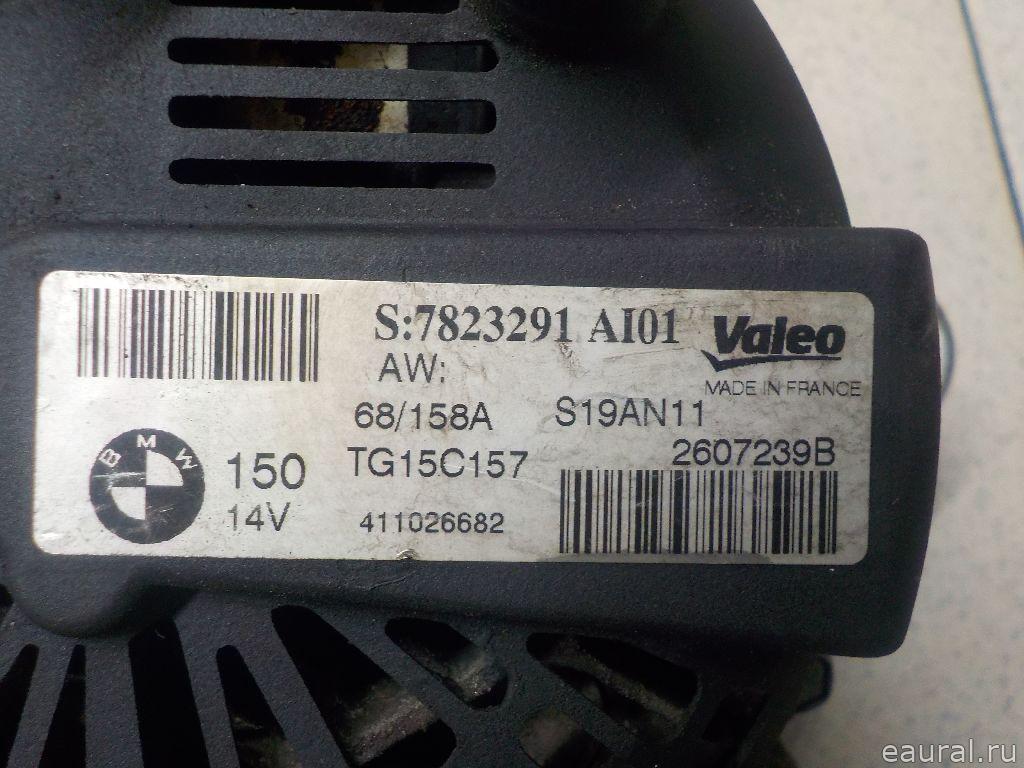 S:7823291 AI01
Valeo
AW:
MADE IN FRANCE
68/158A
S19AN11
BMW
150
TG15C157
2607239B
14V
411026682
eaural.ru